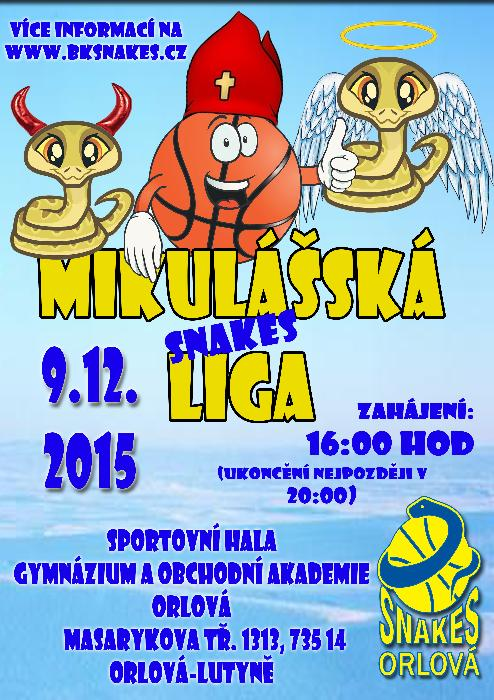 VÍCE INFORMACÍ NA
WWW.BKSNAKES.CZ
MIKULÁŠSKÁ
SNAKES
LIGA
9.12.
2015
ZAHÁJENÍ:
16:00 HOD
(UKONČENÍ NEJPOZDĚJI V
20:00)
SPORTOVNÍ HALA
GYMNÁZIUM A OBCHODNÍ AKADEMIE
ORLOVÁ
MASARYKOVA TŘ. 1313, 735 14
ORLOVÁ-LUTYNĚ
SNAKES
ORLOVÁ